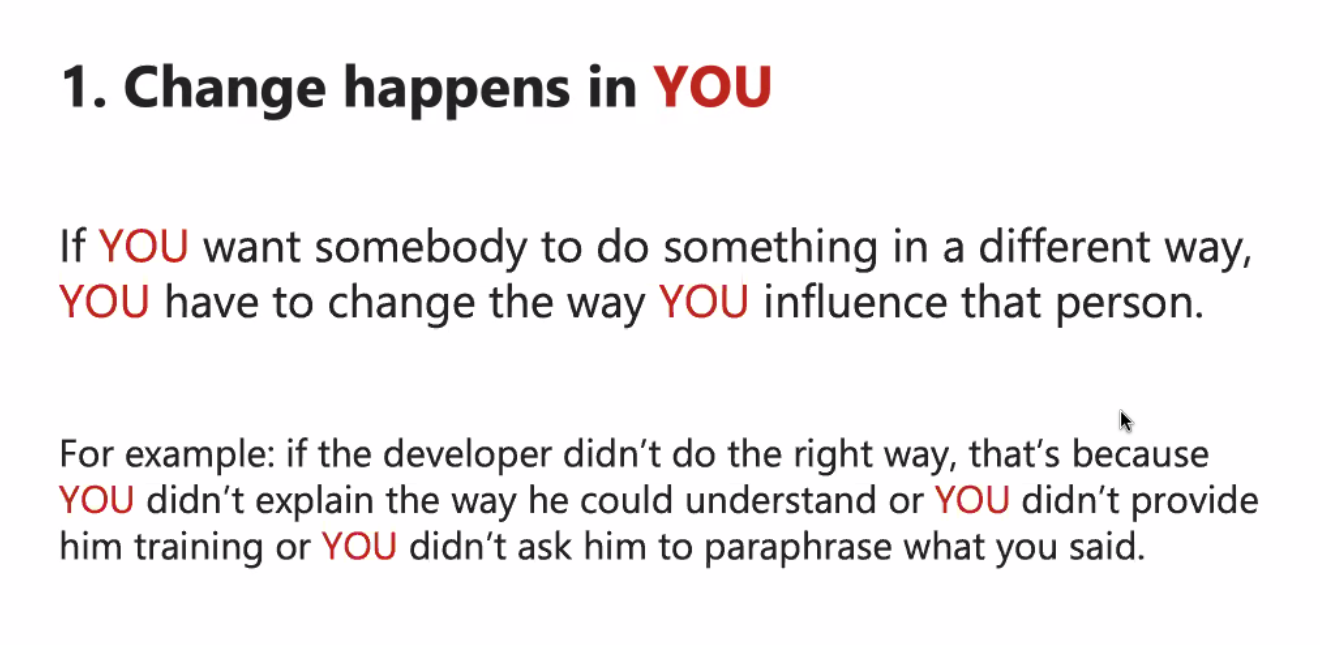 1. Change happens in YOU
If YOU want somebody to do something in a different way,
YOU have to change the way YOU influence that person.
For example: if the developer didn’t do the right way, that’s because
YOU didn’t explain the way he could understand or YOU didn’t provide
him training or YOU didn’t ask him to paraphrase what you said.